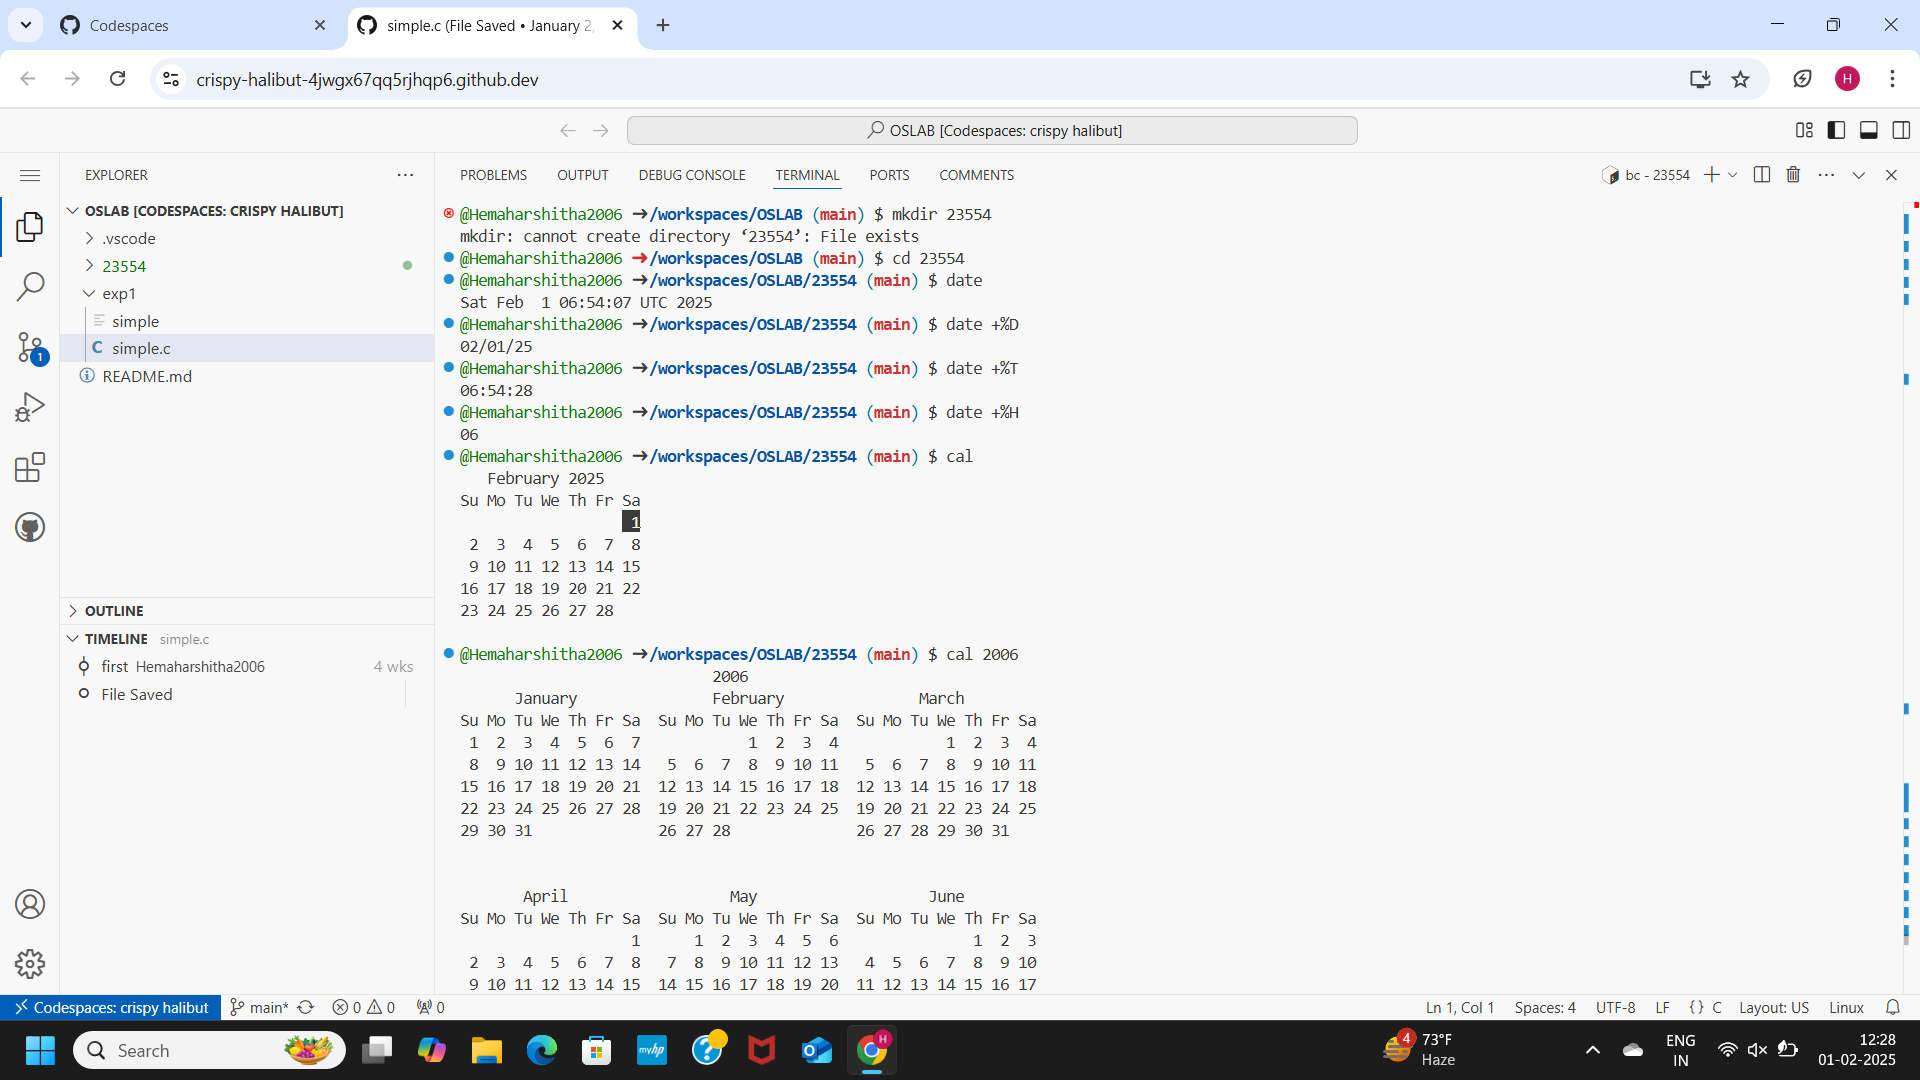 Codespaces
simple.c (File Saved • January 2,
crispy-halibut-4jwgx67qq5rjhqp6.github.dev
H
OSLAB [Codespaces: crispy halibut]
EXPLORER
OSLAB [CODESPACES: CRISPY HALIBUT]
.vscode
23554
exp1
simple
C simple.c
README.md
1
OUTLINE
TIMELINE simple.c
first Hemaharshitha2006 4 wks
File Saved
PROBLEMS OUTPUT DEBUG CONSOLE TERMINAL PORTS COMMENTS
bc - 23554
@Hemaharshitha2006 ➜/workspaces/OSLAB (main) $ mkdir 23554
mkdir: cannot create directory ‘23554’: File exists
@Hemaharshitha2006 ➜/workspaces/OSLAB (main) $ cd 23554
@Hemaharshitha2006 ➜/workspaces/OSLAB/23554 (main) $ date
Sat Feb  1 06:54:07 UTC 2025
@Hemaharshitha2006 ➜/workspaces/OSLAB/23554 (main) $ date +%D
02/01/25
@Hemaharshitha2006 ➜/workspaces/OSLAB/23554 (main) $ date +%T
06:54:28
@Hemaharshitha2006 ➜/workspaces/OSLAB/23554 (main) $ date +%H
06
@Hemaharshitha2006 ➜/workspaces/OSLAB/23554 (main) $ cal
February 2025
Su Mo Tu We Th Fr Sa
1
2 3 4 5 6 7 8
9 10 11 12 13 14 15
16 17 18 19 20 21 22
23 24 25 26 27 28
@Hemaharshitha2006 ➜/workspaces/OSLAB/23554 (main) $ cal 2006
2006
January February March
Su Mo Tu We Th Fr Sa Su Mo Tu We Th Fr Sa Su Mo Tu We Th Fr Sa
1 2 3 4 5 6 7 1 2 3 4 1 2 3 4
8 9 10 11 12 13 14 5 6 7 8 9 10 11 5 6 7 8 9 10 11
15 16 17 18 19 20 21 12 13 14 15 16 17 18 12 13 14 15 16 17 18
22 23 24 25 26 27 28 19 20 21 22 23 24 25 19 20 21 22 23 24 25
29 30 31 26 27 28 26 27 28 29 30 31
April May June
Su Mo Tu We Th Fr Sa Su Mo Tu We Th Fr Sa Su Mo Tu We Th Fr Sa
1 1 2 3 4 5 6 1 2 3
2 3 4 5 6 7 8 7 8 9 10 11 12 13 4 5 6 7 8 9 10
9 10 11 12 13 14 15 14 15 16 17 18 19 20 11 12 13 14 15 16 17
Codespaces: crispy halibut main* 0 0 0 Ln 1, Col 1 Spaces: 4 UTF-8 LF {} C Layout: US Linux
Search
myhp
H
4
73°F
Haze
ENG
IN
12:28
01-02-2025